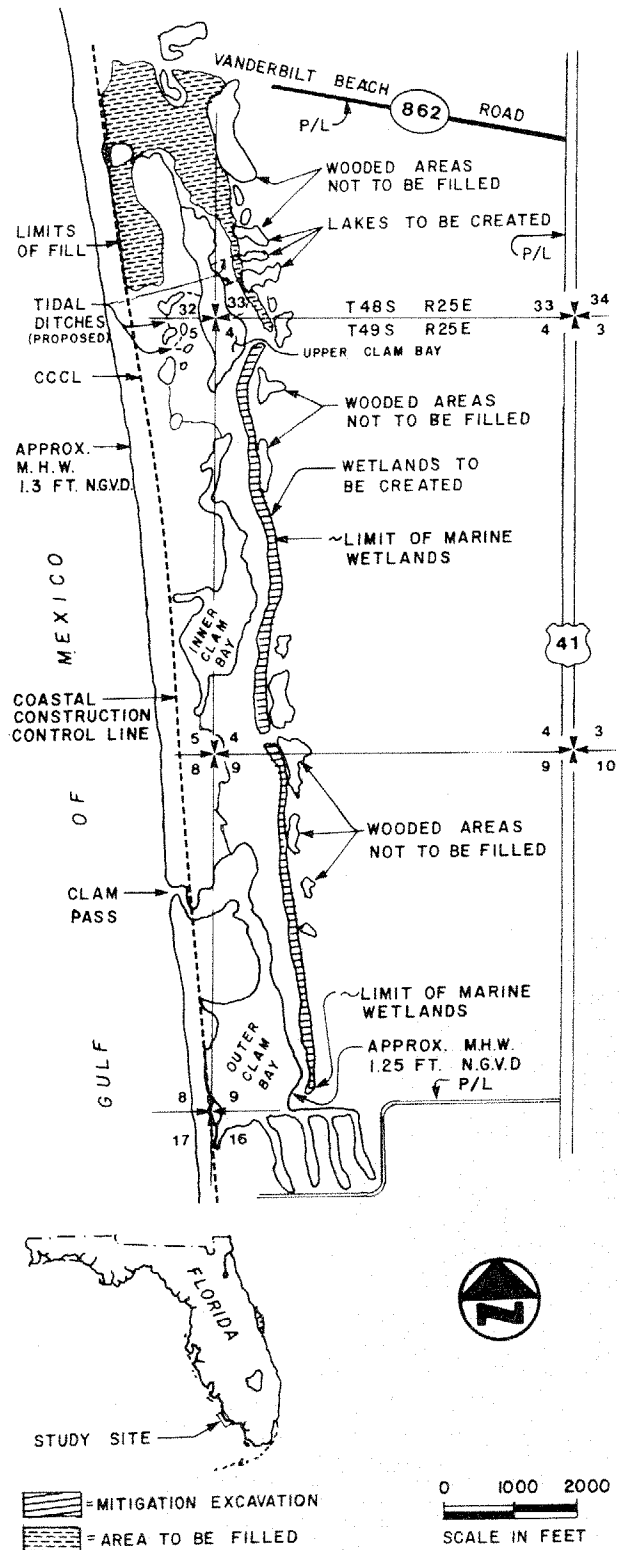 VANDERBILT BEACH
862
ROAD
P/L
WOODED AREAS
NOT TO BE FILLED
LAKES TO BE CREATED
P/L
LIMITS
OF FILL
TIDAL
DITCHES
(PROPOSED)
32
33
5
4
T48S R25E
T49S R25E
33
34
4
3
UPPER CLAM BAY
CCCL
WOODED AREAS
NOT TO BE FILLED
APPROX.
M.H.W.
1.3 FT. N.G.V.D.
WETLANDS TO
BE CREATED
~LIMIT OF MARINE
WETLANDS
GULF OF MEXICO
INNER
CLAM
BAY
41
COASTAL
CONSTRUCTION
CONTROL LINE
5
4
8
9
4
3
9
10
WOODED AREAS
NOT TO BE FILLED
CLAM
PASS
~LIMIT OF MARINE
WETLANDS
OUTER
CLAM
BAY
APPROX. M.H.W.
1.25 FT. N.G.V.D
P/L
8
9
17
16
FLORIDA
STUDY SITE
N
=MITIGATION EXCAVATION
=AREA TO BE FILLED
0 1000 2000
SCALE IN FEET